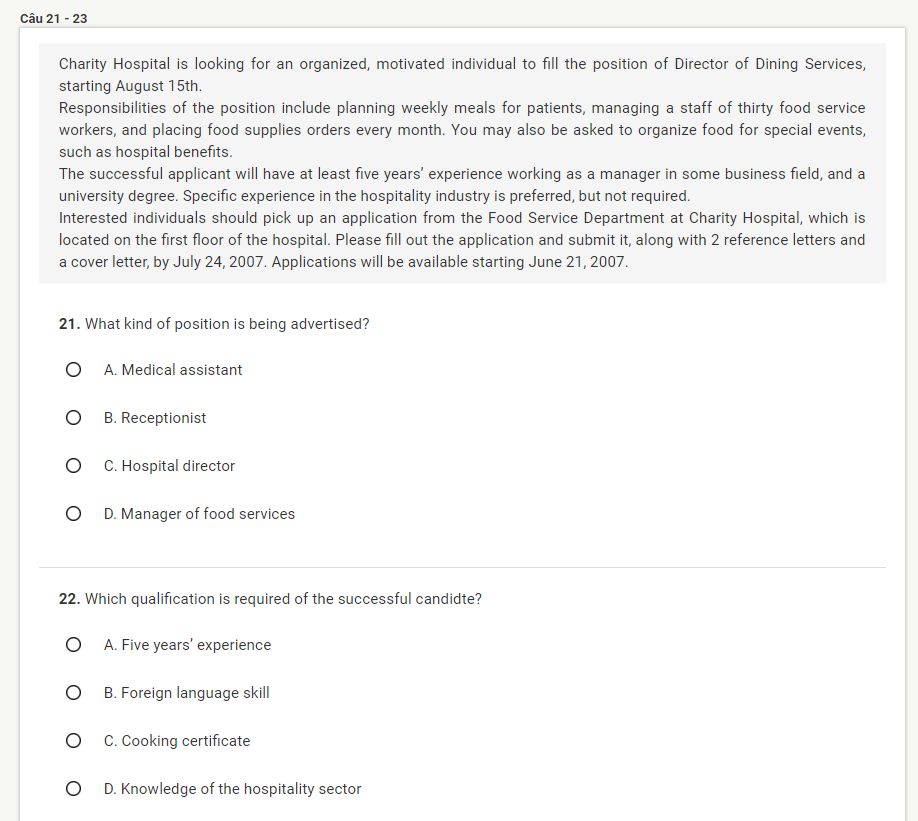 Câu 21 - 23
Charity Hospital is looking for an organized, motivated individual to fill the position of Director of Dining Services,
starting August 15th.
Responsibilities of the position include planning weekly meals for patients, managing a staff of thirty food service
workers, and placing food supplies orders every month. You may also be asked to organize food for special events,
such as hospital benefits.
The successful applicant will have at least five years’ experience working as a manager in some business field, and a
university degree. Specific experience in the hospitality industry is preferred, but not required.
Interested individuals should pick up an application from the Food Service Department at Charity Hospital, which is
located on the first floor of the hospital. Please fill out the application and submit it, along with 2 reference letters and
a cover letter, by July 24, 2007. Applications will be available starting June 21, 2007.
21. What kind of position is being advertised?
A. Medical assistant
B. Receptionist
C. Hospital director
D. Manager of food services
22. Which qualification is required of the successful candidte?
A. Five years’ experience
B. Foreign language skill
C. Cooking certificate
D. Knowledge of the hospitality sector